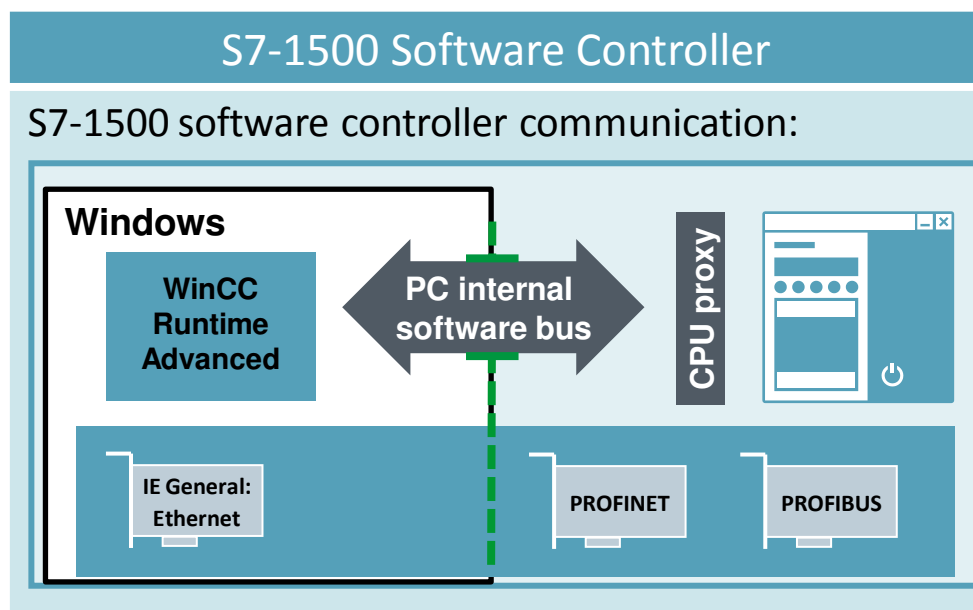 S7-1500 Software Controller
S7-1500 software controller communication:
Windows
WinCC
Runtime
Advanced
PC internal
software bus
CPU proxy
IE General:
Ethernet
PROFINET
PROFIBUS